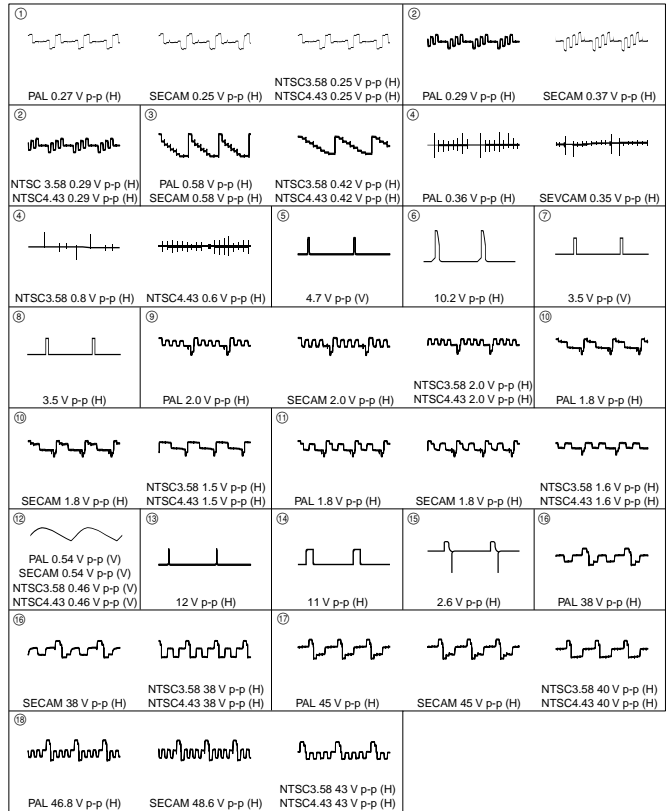 ①
PAL 0.27 V p-p (H)
SECAM 0.25 V p-p (H)
NTSC3.58 0.25 V p-p (H)
NTSC4.43 0.25 V p-p (H)
②
PAL 0.29 V p-p (H)
SECAM 0.37 V p-p (H)
②
NTSC 3.58 0.29 V p-p (H)
NTSC4.43 0.29 V p-p (H)
③
PAL 0.58 V p-p (H)
SECAM 0.58 V p-p (H)
NTSC3.58 0.42 V p-p (H)
NTSC4.43 0.42 V p-p (H)
④
PAL 0.36 V p-p (H)
SEVCAM 0.35 V p-p (H)
④
NTSC3.58 0.8 V p-p (H)
NTSC4.43 0.6 V p-p (H)
⑤
4.7 V p-p (V)
⑥
10.2 V p-p (H)
⑦
3.5 V p-p (V)
⑧
3.5 V p-p (H)
⑨
PAL 2.0 V p-p (H)
SECAM 2.0 V p-p (H)
NTSC3.58 2.0 V p-p (H)
NTSC4.43 2.0 V p-p (H)
⑩
PAL 1.8 V p-p (H)
⑩
SECAM 1.8 V p-p (H)
NTSC3.58 1.5 V p-p (H)
NTSC4.43 1.5 V p-p (H)
⑪
PAL 1.8 V p-p (H)
SECAM 1.8 V p-p (H)
NTSC3.58 1.6 V p-p (H)
NTSC4.43 1.6 V p-p (H)
⑫
PAL 0.54 V p-p (V)
SECAM 0.54 V p-p (V)
NTSC3.58 0.46 V p-p (V)
NTSC4.43 0.46 V p-p (V)
⑬
12 V p-p (H)
⑭
11 V p-p (H)
⑮
2.6 V p-p (H)
⑯
PAL 38 V p-p (H)
⑯
SECAM 38 V p-p (H)
NTSC3.58 38 V p-p (H)
NTSC4.43 38 V p-p (H)
⑰
PAL 45 V p-p (H)
SECAM 45 V p-p (H)
NTSC3.58 40 V p-p (H)
NTSC4.43 40 V p-p (H)
⑱
PAL 46.8 V p-p (H)
SECAM 48.6 V p-p (H)
NTSC3.58 43 V p-p (H)
NTSC4.43 43 V p-p (H)